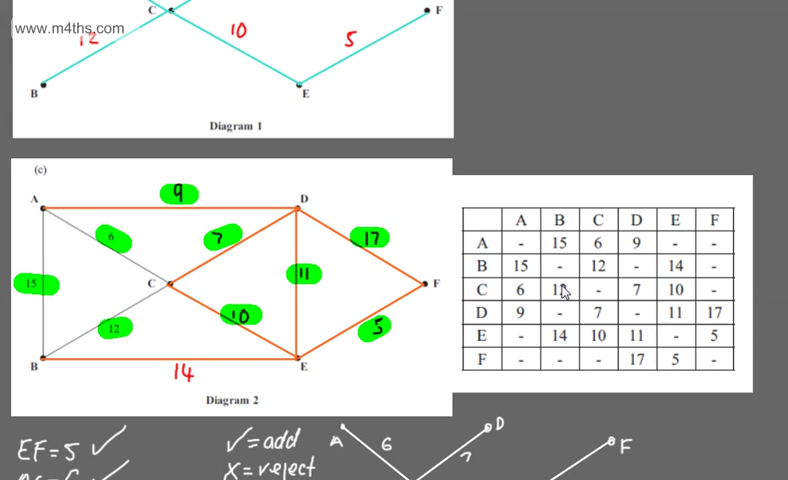 C
F
www.m4ths.com
12
10
5
B
E
Diagram 1
(c)
A
9
D
6
7
17
15
C
11
F
10
12
5
B
14
E
Diagram 2
A B C D E F
A - 15 6 9 - -
B 15 - 12 - 14 -
C 6 12 - 7 10 -
D 9 - 7 - 11 17
E - 14 10 11 - 5
F - - - 17 5 -
EF = 5 ✓
✓ = add
X = reject
A
6
D
7
F